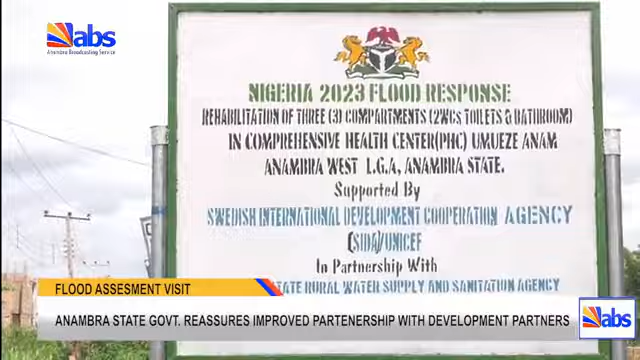 abs
Anambra Broadcasting Service
NIGERIA 2023 FLOOD RESPONSE
REHABILITATION OF THREE (3) COMPARTMENTS (2WCS TOILETS & BATHROOM)
IN COMPREHENSIVE HEALTH CENTER(PHC) UMUEZE ANAM
ANAMBRA WEST L.G.A, ANAMBRA STATE.
Supported By
SWEDISH INTERNATIONAL DEVELOPMENT COOPERATION AGENCY
(SIDA)/UNICEF
In Partnership With
STATE RURAL WATER SUPPLY AND SANITATION AGENCY
FLOOD ASSESMENT VISIT
ANAMBRA STATE GOVT. REASSURES IMPROVED PARTENERSHIP WITH DEVELOPMENT PARTNERS
abs